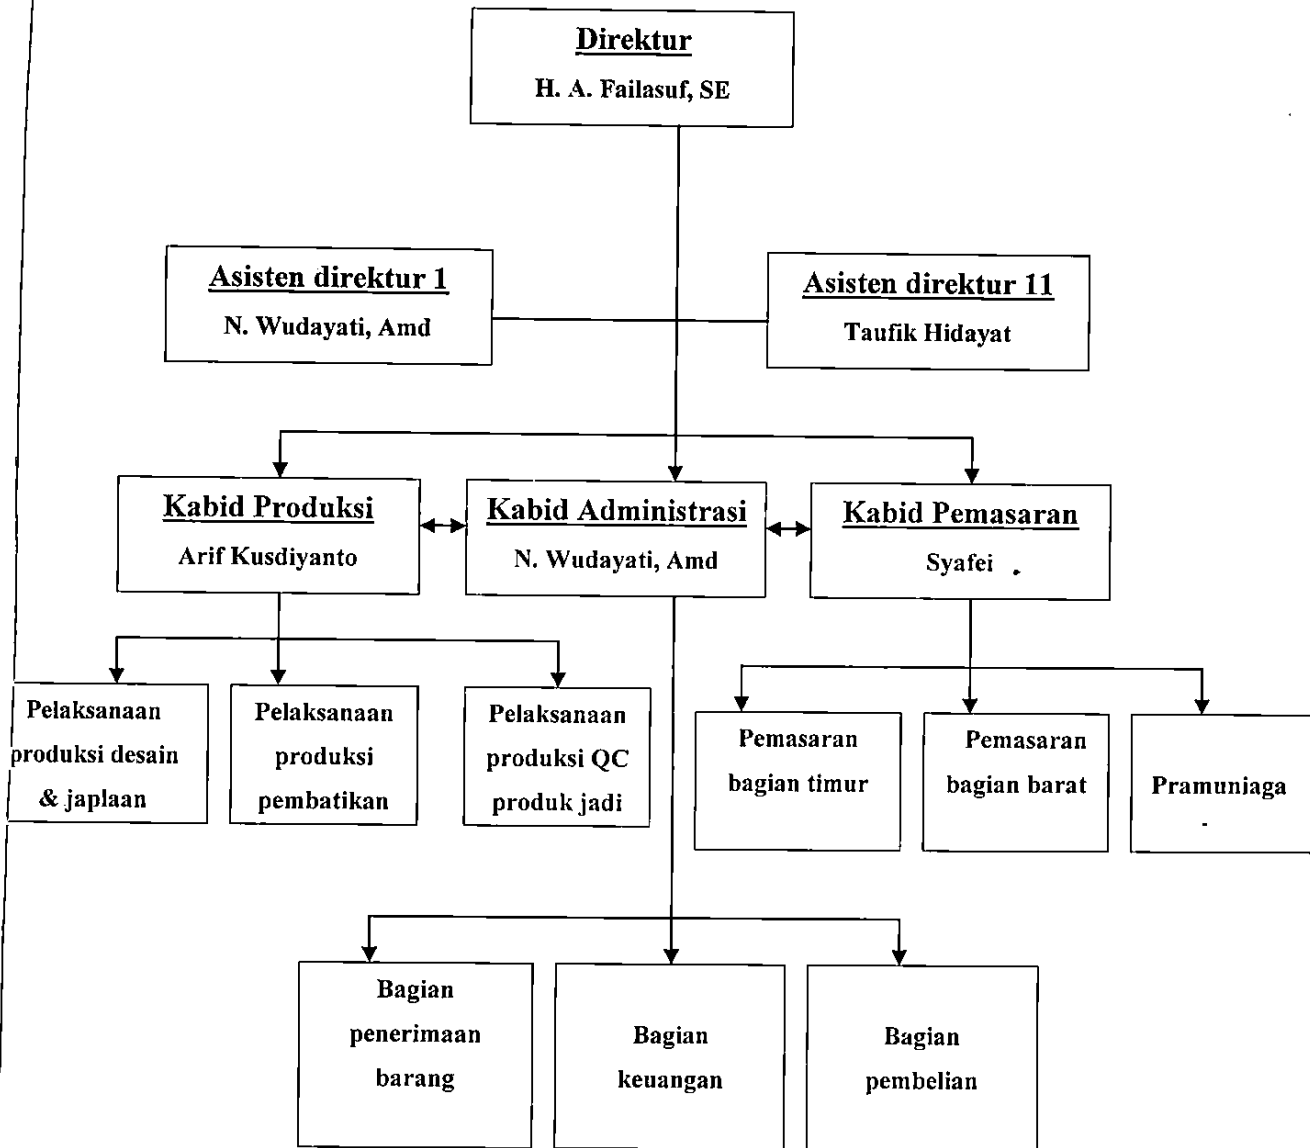 Direktur
H. A. Failasuf, SE
Asisten direktur 1
N. Wudayati, Amd
Asisten direktur 11
Taufik Hidayat
Kabid Produksi
Arif Kusdiyanto
Kabid Administrasi
N. Wudayati, Amd
Kabid Pemasaran
Syafei
Pelaksanaan
produksi desain
& japlaan
Pelaksanaan
produksi
pembatikan
Pelaksanaan
produksi QC
produk jadi
Pemasaran
bagian timur
Pemasaran
bagian barat
Pramuniaga
Bagian
penerimaan
barang
Bagian
keuangan
Bagian
pembelian